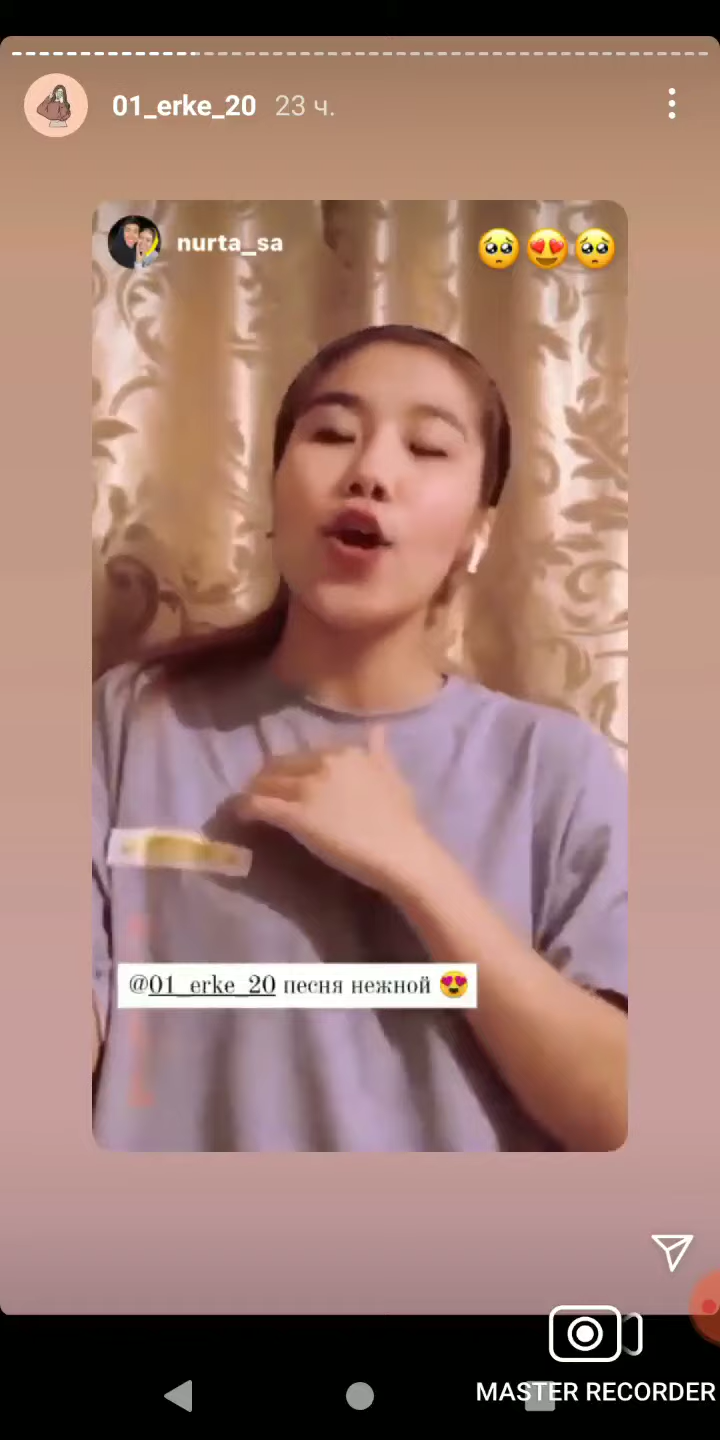 01_erke_20 23 ч.
nurta_sa 🥺😍🥺
@01_erke_20 песня нежной 😍
MASTER RECORDER